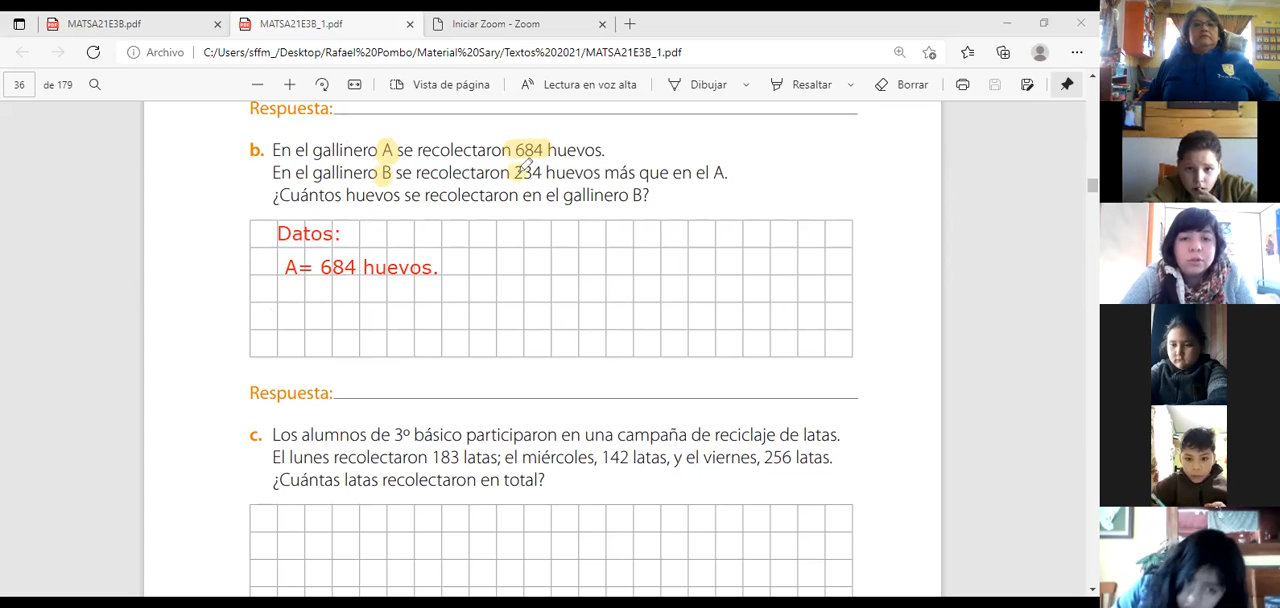 MATSA21E3B.pdf
MATSA21E3B_1.pdf
Iniciar Zoom - Zoom
Archivo
C:/Users/sffm_/Desktop/Rafael%20Pombo/Material%20Sary/Textos%202021/MATSA21E3B_1.pdf
36 de 179
Vista de página
Lectura en voz alta
Dibujar
Resaltar
Borrar
Respuesta:
b. En el gallinero A se recolectaron 684 huevos.
En el gallinero B se recolectaron 234 huevos más que en el A.
¿Cuántos huevos se recolectaron en el gallinero B?
Datos:
A= 684 huevos.
Respuesta:
c. Los alumnos de 3º básico participaron en una campaña de reciclaje de latas.
El lunes recolectaron 183 latas; el miércoles, 142 latas, y el viernes, 256 latas.
¿Cuántas latas recolectaron en total?